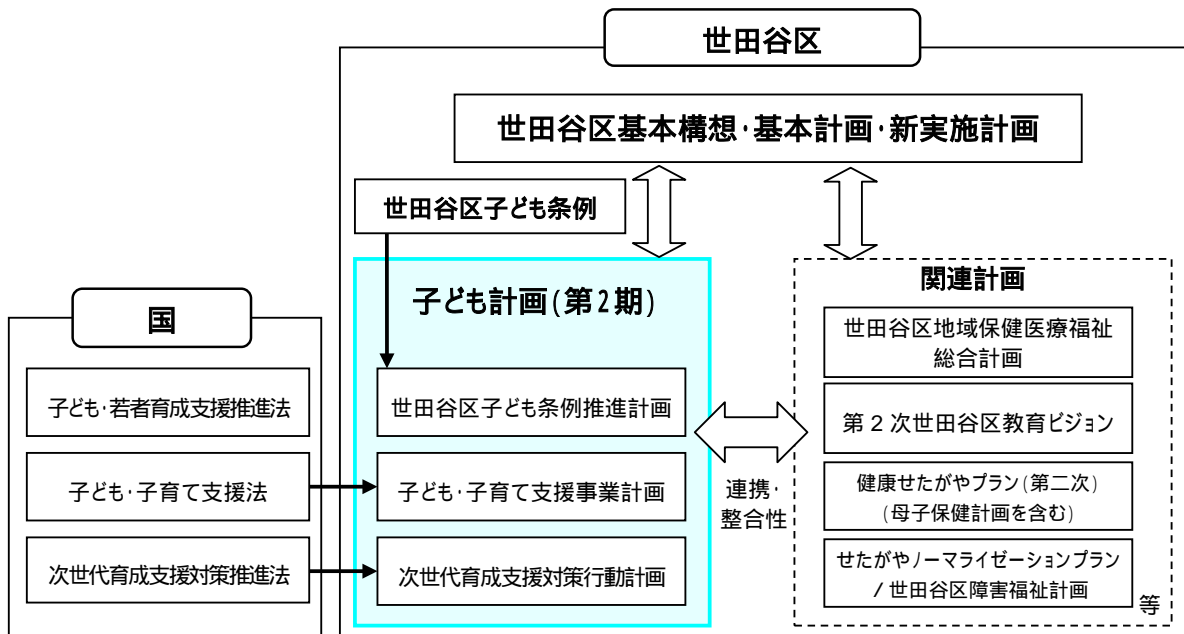 世田谷区
世田谷区基本構想・基本計画・新実施計画
世田谷区子ども条例
国
子ども・若者育成支援推進法
子ども・子育て支援法
次世代育成支援対策推進法
子ども計画(第2期)
世田谷区子ども条例推進計画
子ども・子育て支援事業計画
次世代育成支援対策行動計画
連携・
整合性
関連計画
世田谷区地域保健医療福祉
総合計画
第2次世田谷区教育ビジョン
健康せたがやプラン(第二次)
(母子保健計画を含む)
せたがやノーマライゼーションプラン
/世田谷区障害福祉計画
等